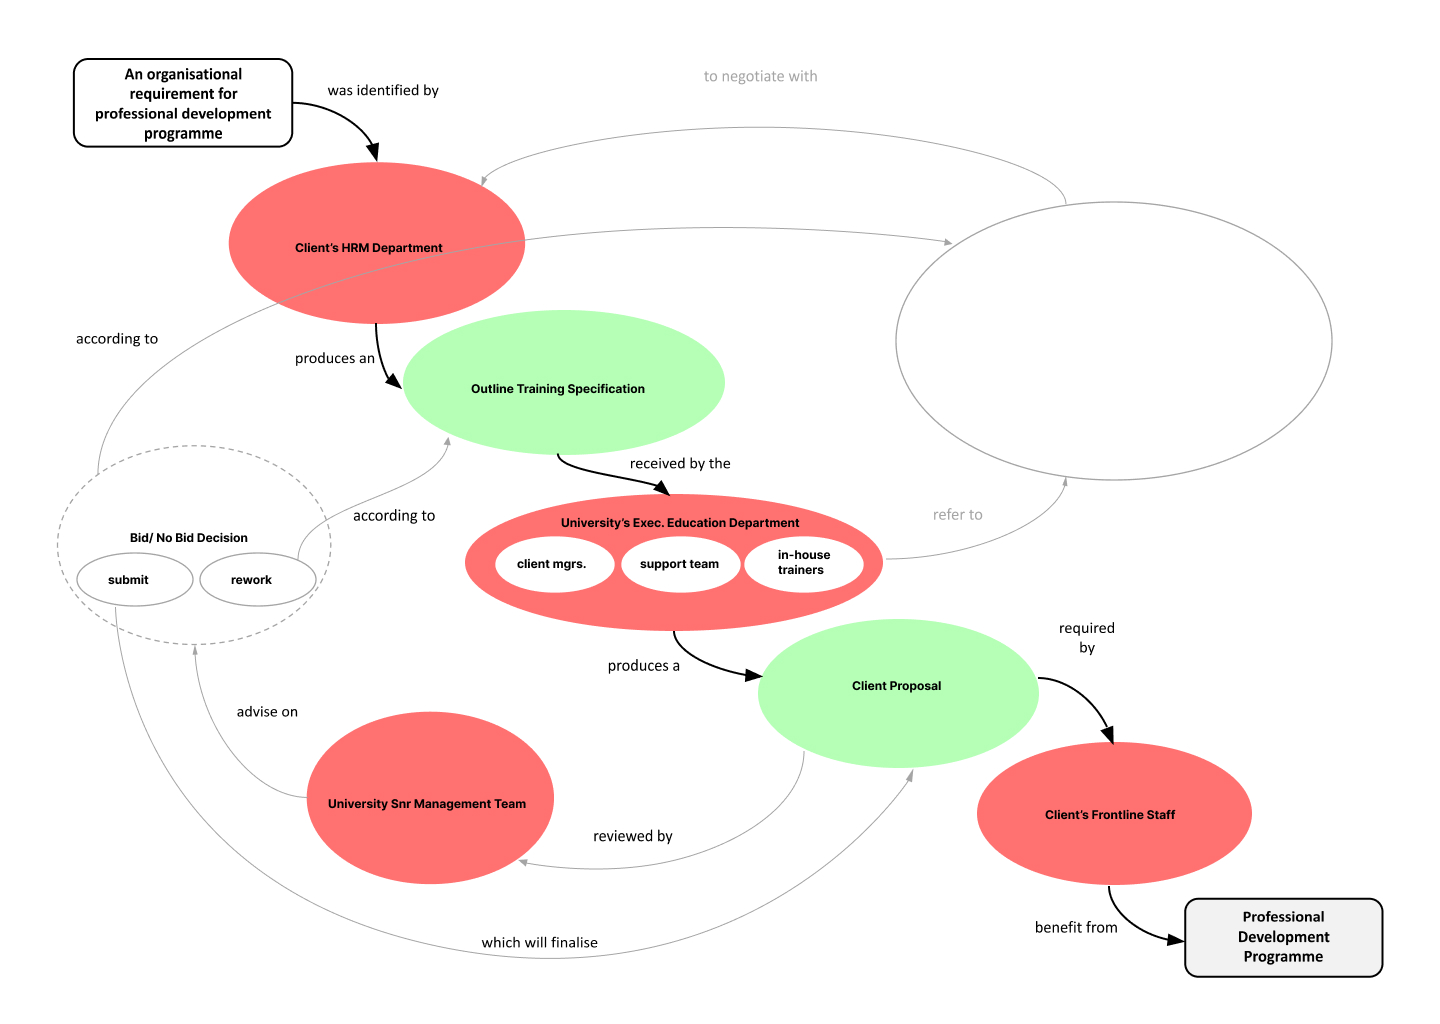 An organisational
requirement for
professional development
programme
was identified by
to negotiate with
Client's HRM Department
according to
produces an
Outline Training Specification
received by the
according to
refer to
University's Exec. Education Department
client mgrs.
support team
in-house
trainers
Bid/ No Bid Decision
submit
rework
required
by
produces a
Client Proposal
advise on
University Snr Management Team
reviewed by
Client's Frontline Staff
benefit from
Professional
Development
Programme
which will finalise